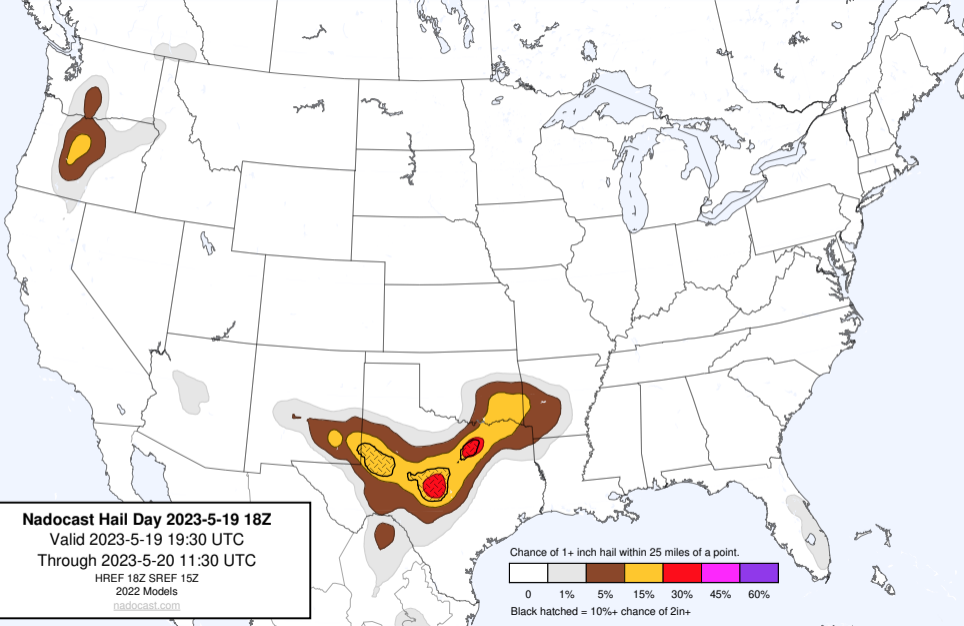 Nadocast Hail Day 2023-5-19 18Z
Valid 2023-5-19 19:30 UTC
Through 2023-5-20 11:30 UTC
HREF 18Z SREF 15Z
2022 Models
nadocast.com
Chance of 1+ inch hail within 25 miles of a point.
0 1% 5% 15% 30% 45% 60%
Black hatched = 10%+ chance of 2in+